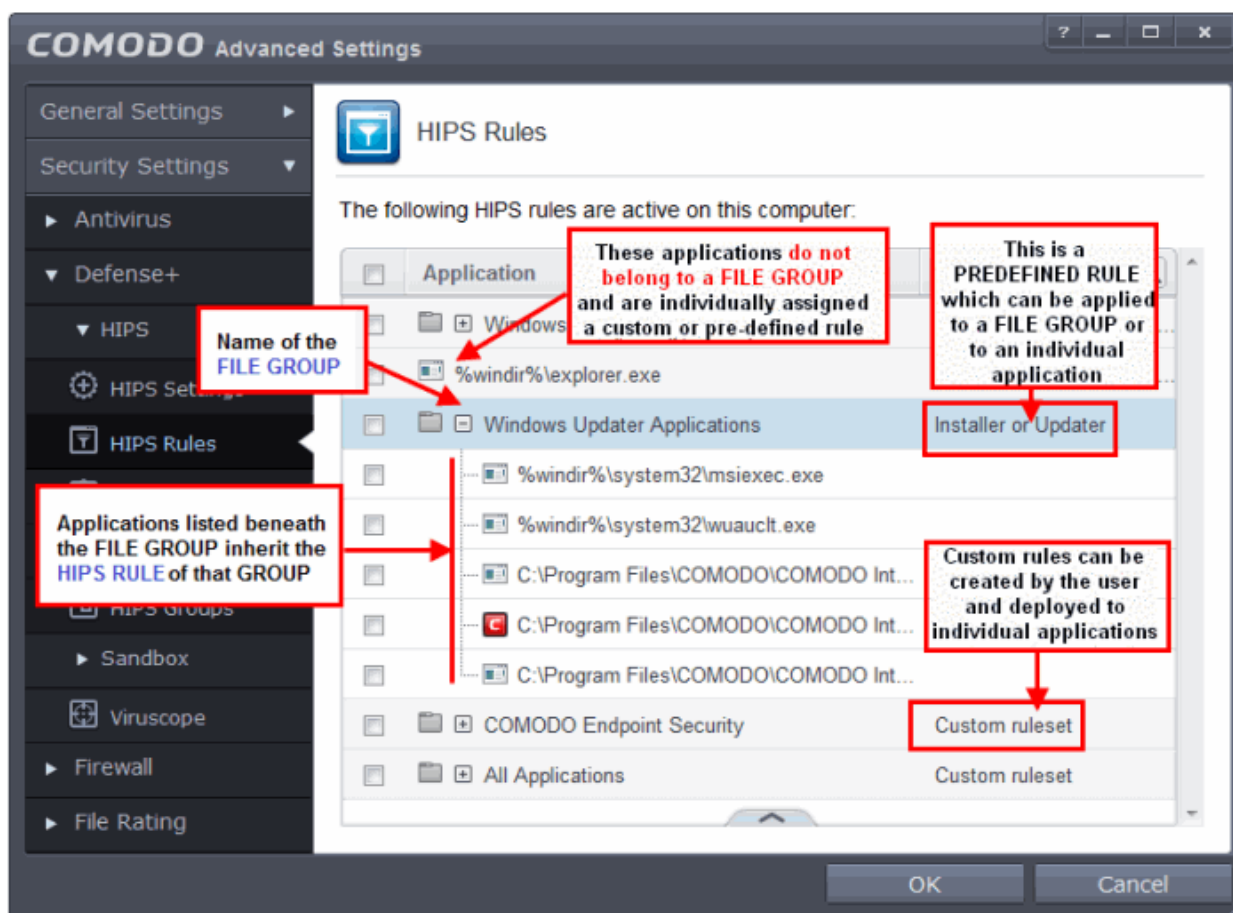 COMODO Advanced Settings
?
General Settings
Security Settings
Antivirus
Defense+
HIPS
HIPS Settings
HIPS Rules
HIPS Groups
Sandbox
Viruscope
Firewall
File Rating
HIPS Rules
The following HIPS rules are active on this computer:
Application
These applications do not
belong to a FILE GROUP
and are individually assigned
a custom or pre-defined rule
This is a
PREDEFINED RULE
which can be applied
to a FILE GROUP or
to an individual
application
Name of the
FILE GROUP
Windows
%windir%\explorer.exe
Windows Updater Applications
Installer or Updater
%windir%\system32\msiexec.exe
%windir%\system32\wuauclt.exe
Applications listed beneath
the FILE GROUP inherit the
HIPS RULE of that GROUP
C:\Program Files\COMODO\COMODO Int...
C:\Program Files\COMODO\COMODO Int...
C:\Program Files\COMODO\COMODO Int...
Custom rules can be
created by the user
and deployed to
individual applications
COMODO Endpoint Security
Custom ruleset
All Applications
Custom ruleset
OK
Cancel